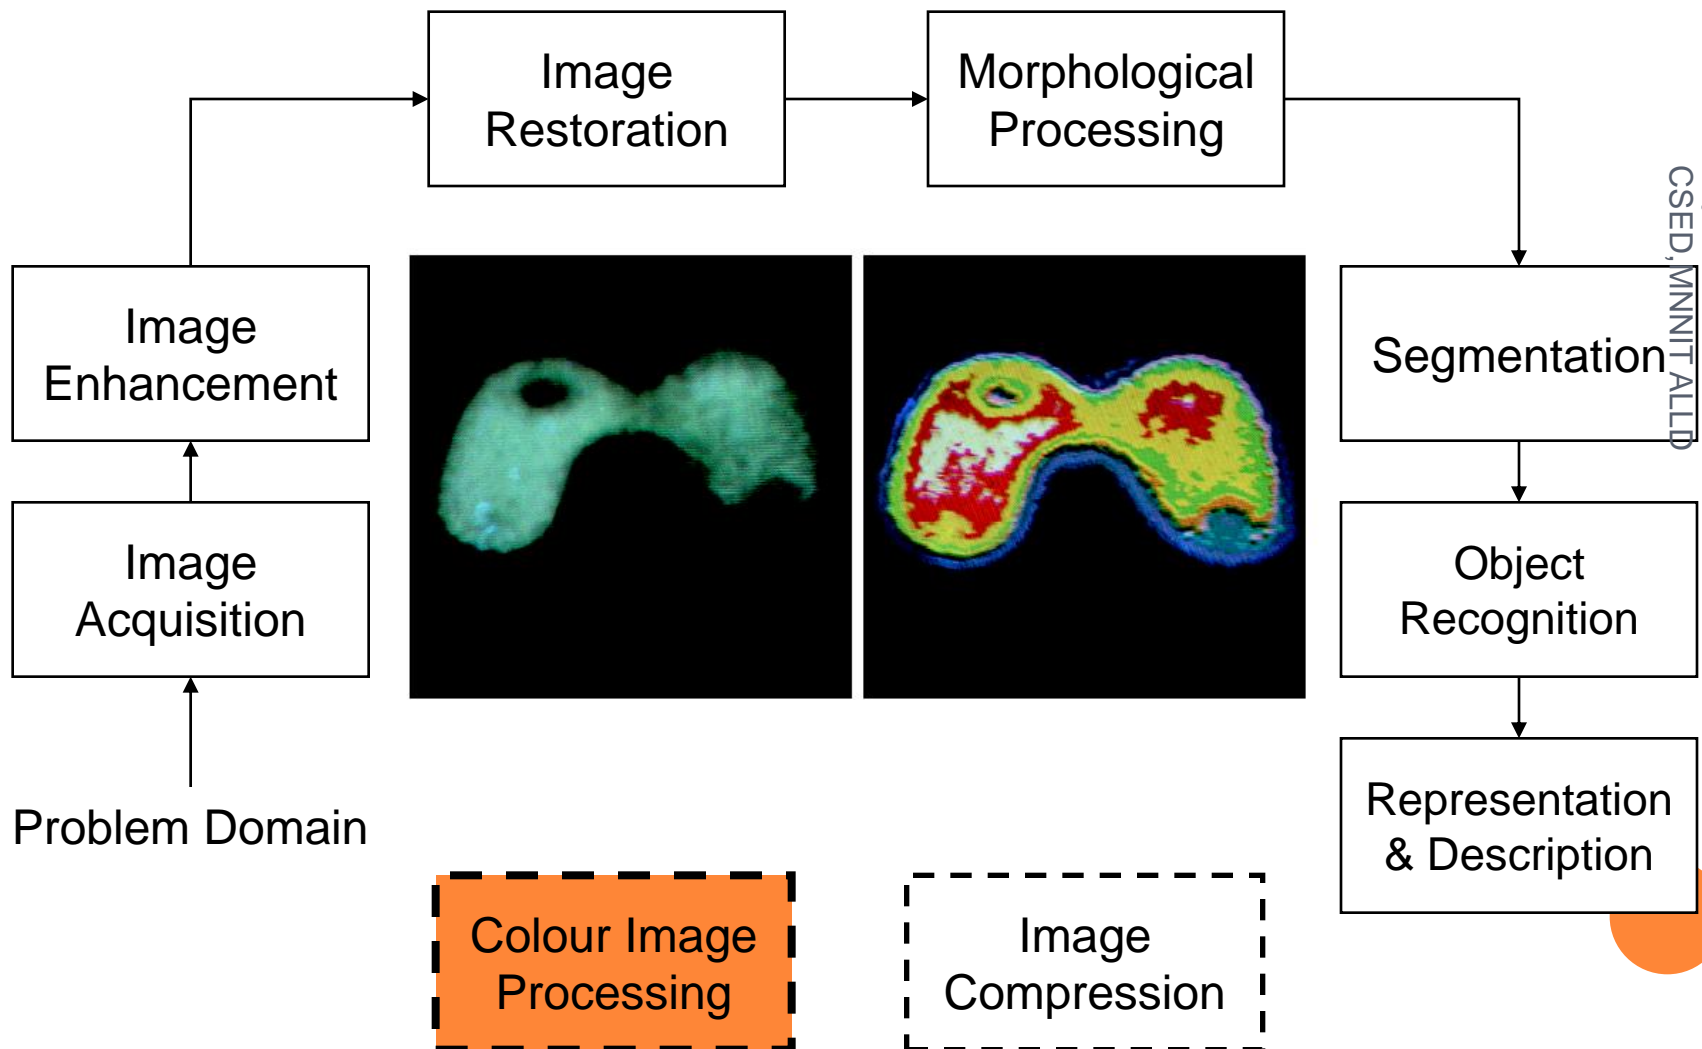 Image
Restoration
Morphological
Processing
Image
Enhancement
Segmentation
Image
Acquisition
Object
Recognition
Problem Domain
Representation
& Description
Colour Image
Processing
Image
Compression
CSED,MNNIT ALLD